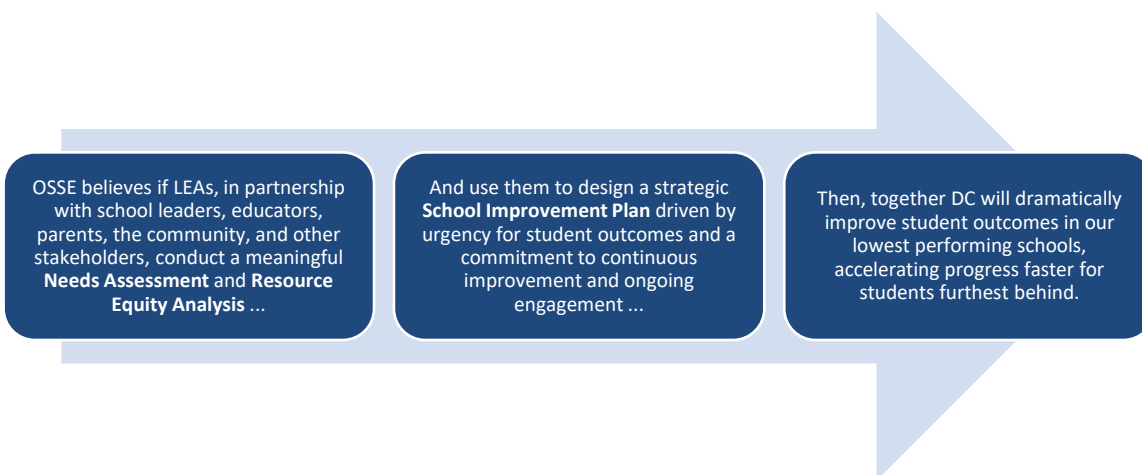 OSSE believes if LEAs, in partnership
with school leaders, educators,
parents, the community, and other
stakeholders, conduct a meaningful
Needs Assessment and Resource
Equity Analysis ...
And use them to design a strategic
School Improvement Plan driven by
urgency for student outcomes and a
commitment to continuous
improvement and ongoing
engagement ...
Then, together DC will dramatically
improve student outcomes in our
lowest performing schools,
accelerating progress faster for
students furthest behind.